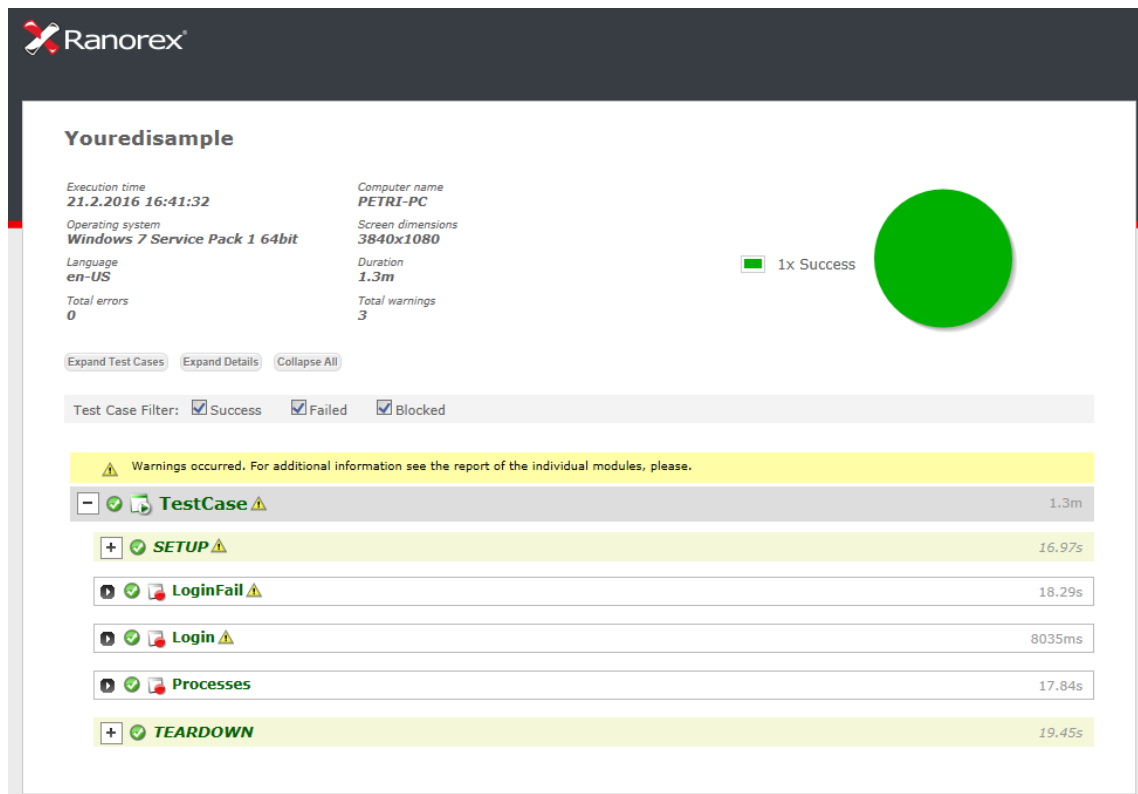 Ranorex®
Youredisample
Execution time
21.2.2016 16:41:32
Computer name
PETRI-PC
Operating system
Windows 7 Service Pack 1 64bit
Screen dimensions
3840x1080
Language
en-US
Duration
1.3m
Total errors
0
Total warnings
3
1x Success
Expand Test Cases Expand Details Collapse All
Test Case Filter: Success Failed Blocked
Warnings occurred. For additional information see the report of the individual modules, please.
TestCase 1.3m
SETUP 16.97s
LoginFail 18.29s
Login 8035ms
Processes 17.84s
TEARDOWN 19.45s